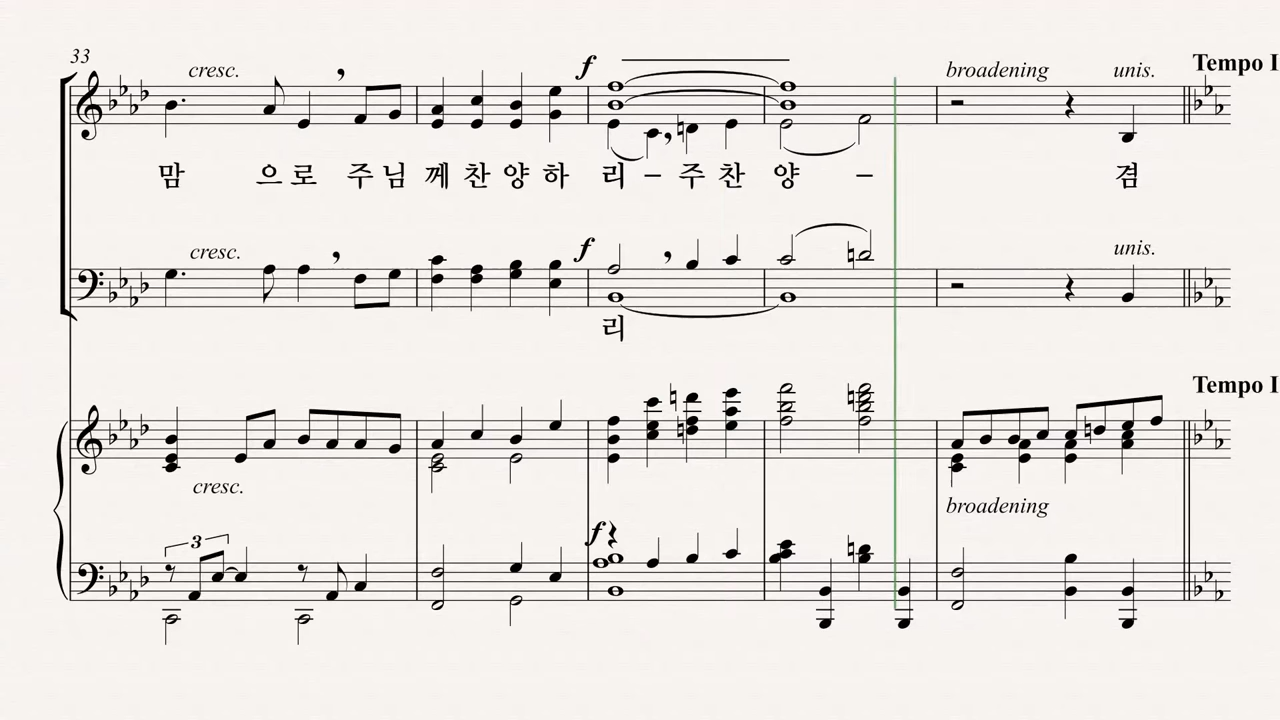 33
cresc.
f
broadening
unis.
Tempo I
맘 으 로 주 님 께 찬 양 하 리 – 주 찬 양 – 겸
cresc.
f
unis.
리
Tempo I
cresc.
broadening
3
f